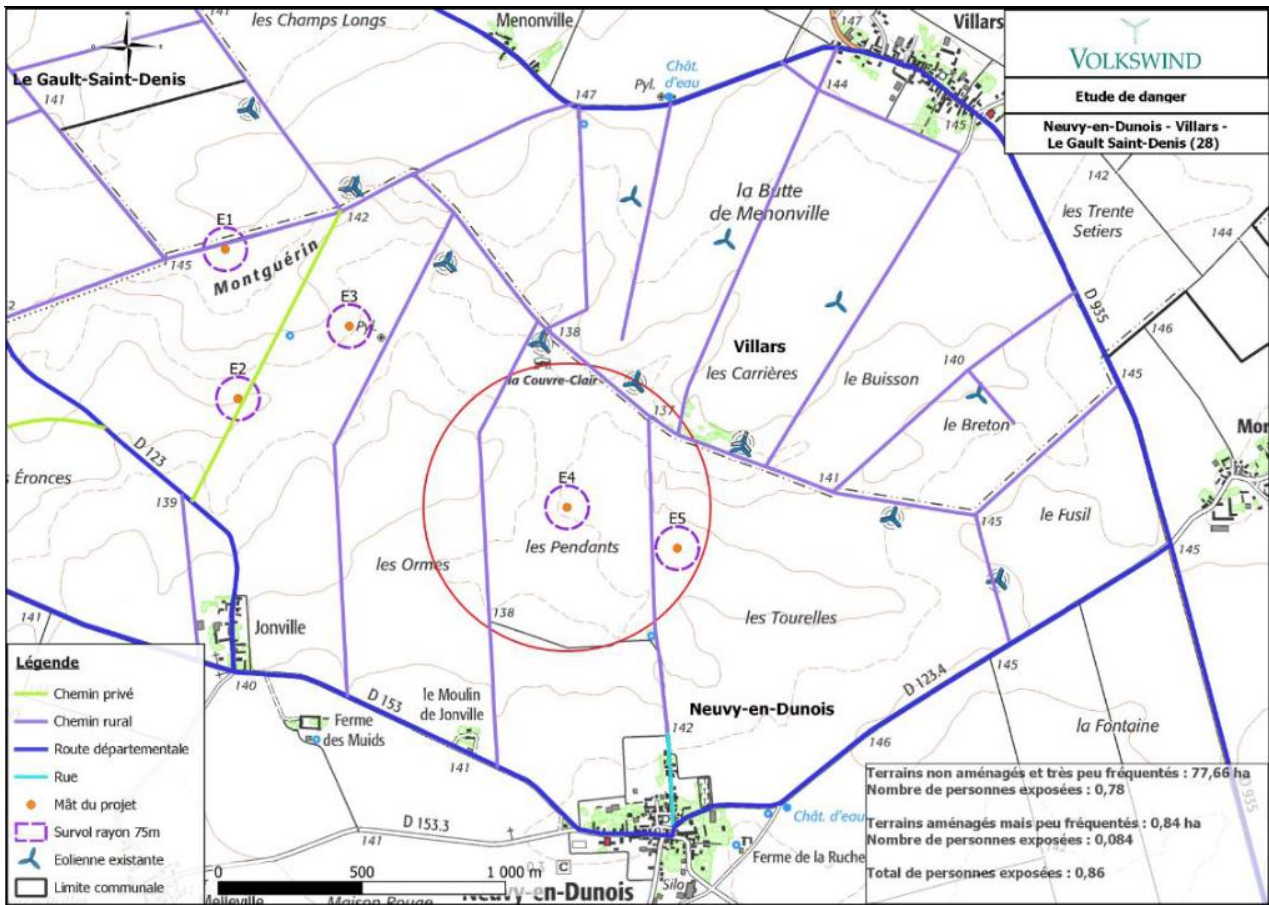 les Champs Longs
Menonville
Villars
VOLKSWIND
Etude de danger
Neuvy-en-Dunois - Villars -
Le Gault Saint-Denis (28)
Le Gault-Saint-Denis
141
141
147
Pyl.
Chât.
d'eau
147
144
145
142
les Trente
Setiers
144
la Butte
de Menonville
E1
142
145
Montguérin
E3
Pyl.
138
la Couvre-Clair
Villars
les Carrières
le Buisson
140
le Breton
D 935
146
145
Mor
E2
137
141
D 123
Éronces
139
E4
les Pendants
E5
les Ormes
145
le Fusil
145
138
les Tourelles
141
Jonville
140
D 153
le Moulin
de Jonville
141
Ferme
des Muids
142
Neuvy-en-Dunois
D 123.4
145
146
la Fontaine
D 935
D 153.3
141
Chât. d'eau
Ferme de la Ruche
Silo
C
Neuvy-en-Dunois
Melleville
Maison Rouge
Légende
Chemin privé
Chemin rural
Route départementale
Rue
Mât du projet
Survol rayon 75m
Eolienne existante
Limite communale
0 500 1000 m
Terrains non aménagés et très peu fréquentés : 77,66 ha
Nombre de personnes exposées : 0,78
Terrains aménagés mais peu fréquentés : 0,84 ha
Nombre de personnes exposées : 0,084
Total de personnes exposées : 0,86